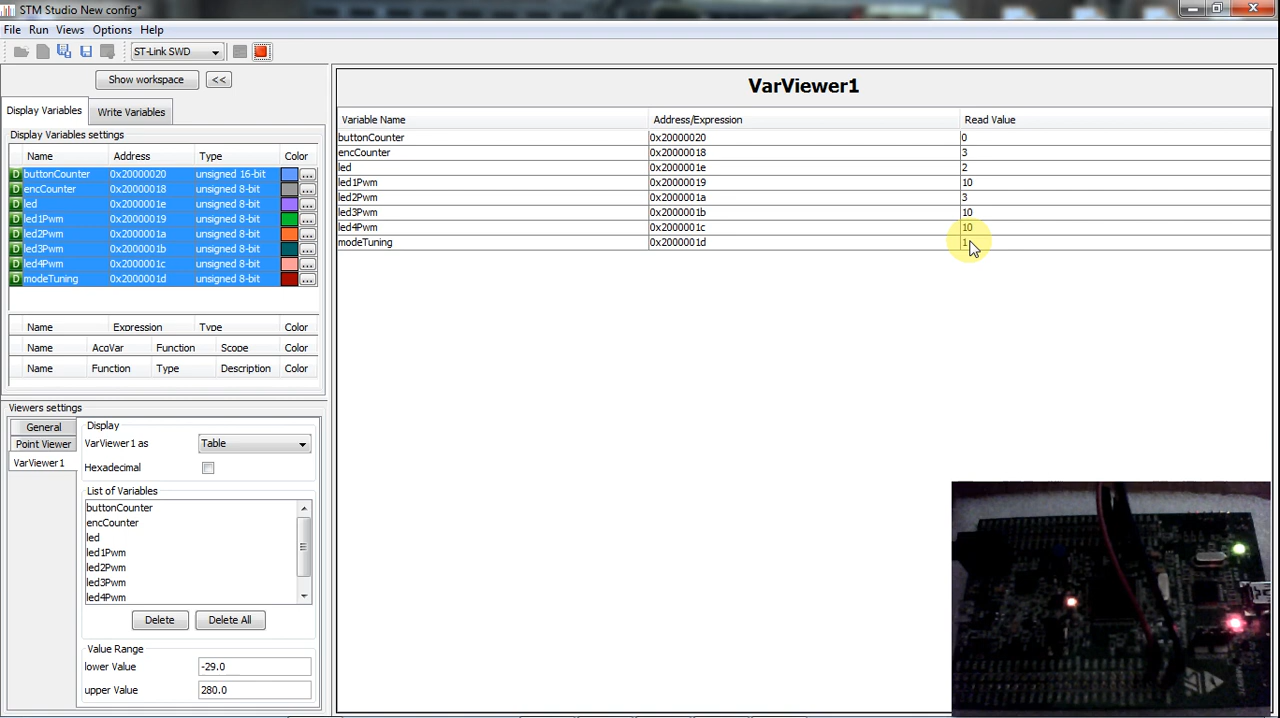 STM Studio New config*
File Run Views Options Help
ST-Link SWD
Show workspace <<
Display Variables Write Variables
Display Variables settings
Name Address Type Color
D buttonCounter 0x20000020 unsigned 16-bit ...
D encCounter 0x20000018 unsigned 8-bit ...
D led 0x2000001e unsigned 8-bit ...
D led1Pwm 0x20000019 unsigned 8-bit ...
D led2Pwm 0x2000001a unsigned 8-bit ...
D led3Pwm 0x2000001b unsigned 8-bit ...
D led4Pwm 0x2000001c unsigned 8-bit ...
D modeTuning 0x2000001d unsigned 8-bit ...
Name Expression Type Color
Name AcqVar Function Scope Color
Name Function Type Description Color
Viewers settings
General
Point Viewer
VarViewer1
Display
VarViewer1 as Table
Hexadecimal
List of Variables
buttonCounter
encCounter
led
led1Pwm
led2Pwm
led3Pwm
led4Pwm
Delete Delete All
Value Range
lower Value -29.0
upper Value 280.0
VarViewer1
Variable Name Address/Expression Read Value
buttonCounter 0x20000020 0
encCounter 0x20000018 3
led 0x2000001e 2
led1Pwm 0x20000019 10
led2Pwm 0x2000001a 3
led3Pwm 0x2000001b 10
led4Pwm 0x2000001c 10
modeTuning 0x2000001d 1